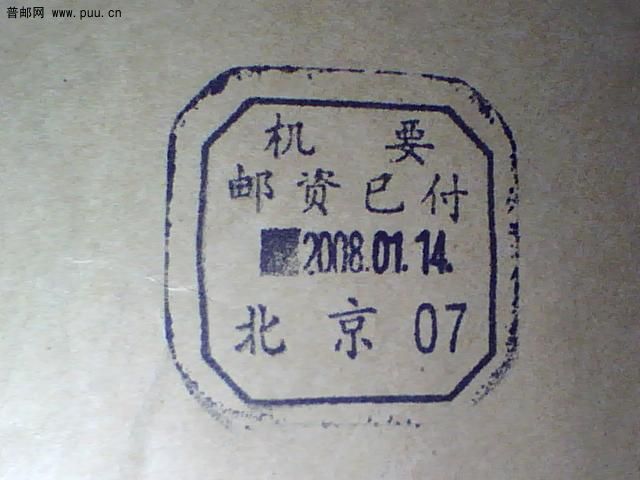 普邮网 www.puu.cn
机 要
邮资已付
2008.01.14.
北京 07